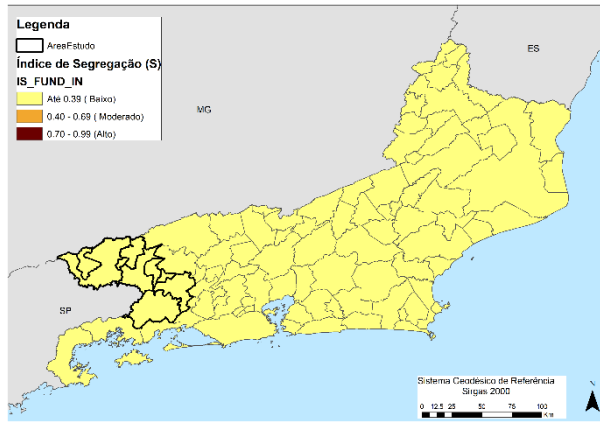 Legenda
AreaEstudo
Índice de Segregação (S)
IS_FUND_IN
Até 0.39 ( Baixo)
0.40 - 0.69 ( Moderado)
0.70 - 0.99 (Alto)
ES
MG
SP
Sistema Geodésico de Referência
Sirgas 2000
0 12.5 25 50 75 100
Km